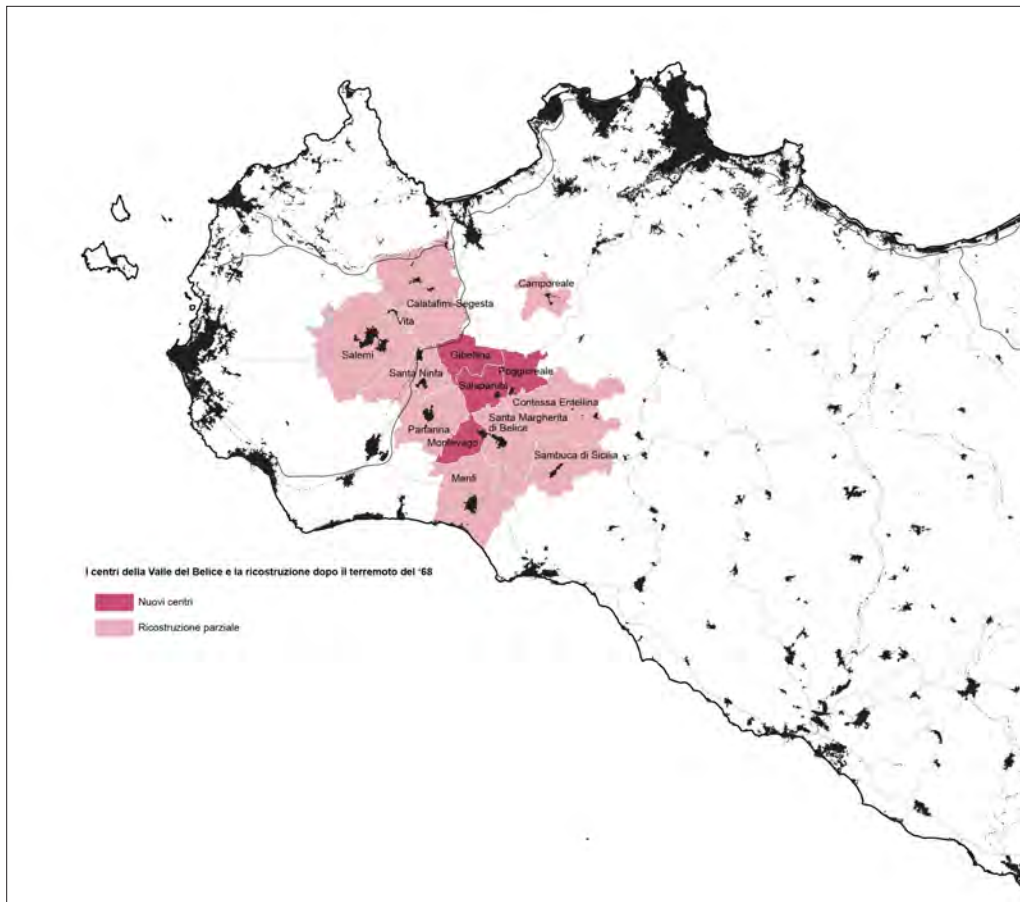 Camporeale
Calatafimi-Segesta
Vita
Salemi
Gibellina
Poggioreale
Santa Ninfa
Salaparuta
Contessa Entellina
Santa Margherita
di Belice
Partanna
Montevago
Sambuca di Sicilia
Menfi
I centri della Valle del Belice e la ricostruzione dopo il terremoto del '68
Nuovi centri
Ricostruzione parziale